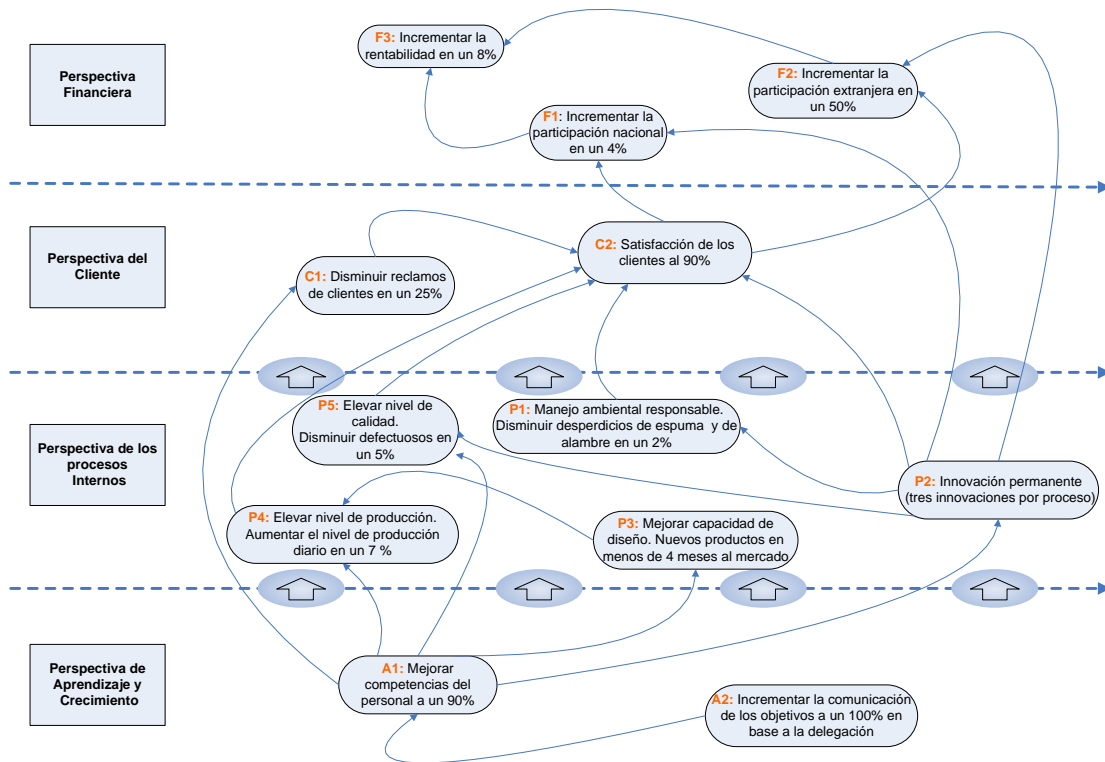 F3: Incrementar la
rentabilidad en un 8%
Perspectiva
Financiera
F2: Incrementar la
participación extranjera en
un 50%
F1: Incrementar la
participación nacional
en un 4%
Perspectiva del
Cliente
C2: Satisfacción de los
clientes al 90%
C1: Disminuir reclamos
de clientes en un 25%
P5: Elevar nivel de
calidad.
Disminuir defectuosos en
un 5%
P1: Manejo ambiental responsable.
Disminuir desperdicios de espuma y de
alambre en un 2%
Perspectiva de los
procesos
Internos
P2: Innovación permanente
(tres innovaciones por proceso)
P4: Elevar nivel de producción.
Aumentar el nivel de producción
diario en un 7 %
P3: Mejorar capacidad de
diseño. Nuevos productos en
menos de 4 meses al mercado
Perspectiva de
Aprendizaje y
Crecimiento
A1: Mejorar
competencias del
personal a un 90%
A2: Incrementar la comunicación
de los objetivos a un 100% en
base a la delegación